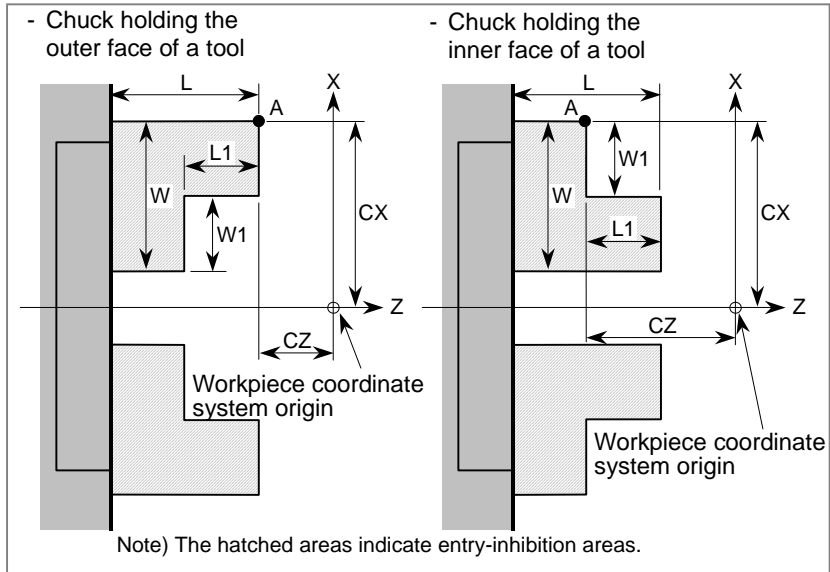 - Chuck holding the
outer face of a tool
L
X
A
L1
W
W1
CX
Z
CZ
Workpiece coordinate
system origin
- Chuck holding the
inner face of a tool
L
X
A
W1
W
L1
CX
Z
CZ
Workpiece coordinate
system origin
Note) The hatched areas indicate entry-inhibition areas.